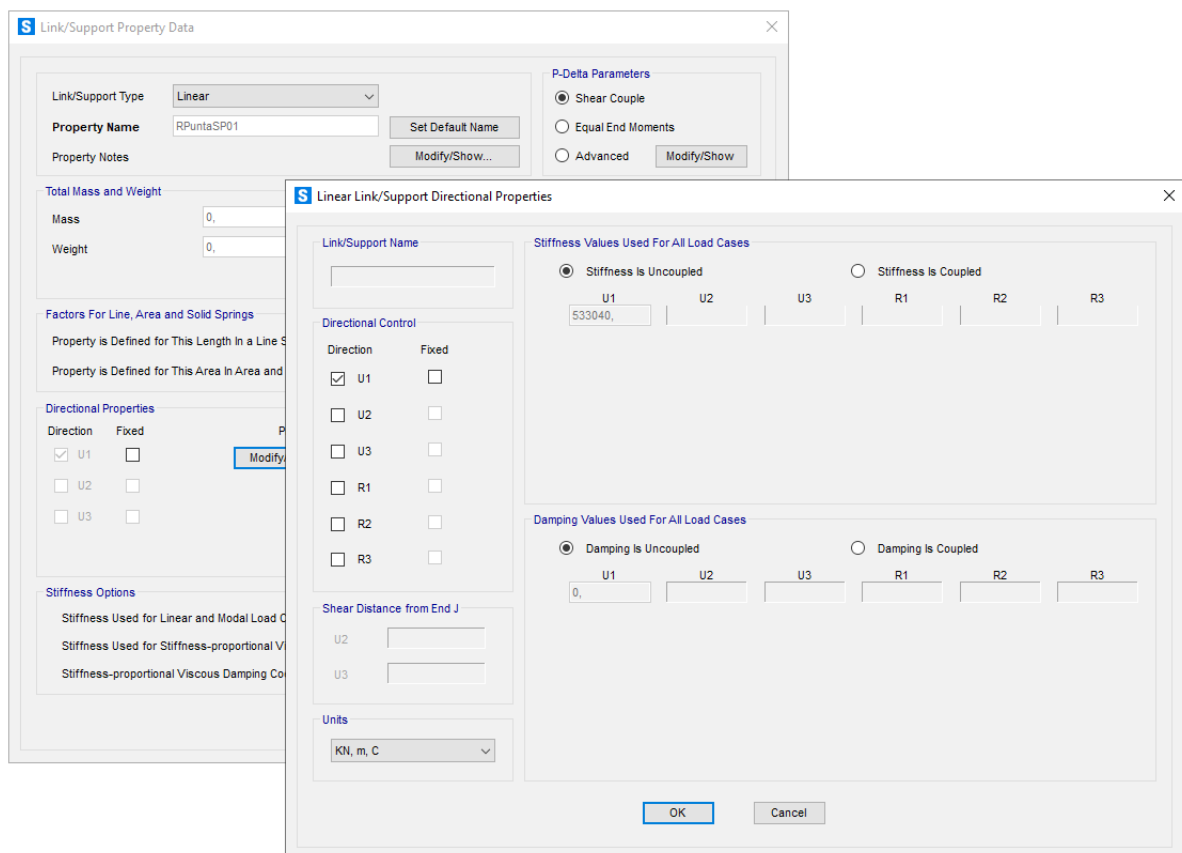 S Link/Support Property Data
Link/Support Type Linear
Property Name RPuntaSP01 Set Default Name
Property Notes Modify/Show...
P-Delta Parameters
Shear Couple
Equal End Moments
Advanced Modify/Show
Total Mass and Weight
Mass 0,
Weight 0,
Factors For Line, Area and Solid Springs
Property is Defined for This Length In a Line
Property is Defined for This Area In Area and
Directional Properties
Direction Fixed
U1
U2
U3
Stiffness Options
Stiffness Used for Linear and Modal Load
Stiffness Used for Stiffness-proportional
Stiffness-proportional Viscous Damping
S Linear Link/Support Directional Properties
Link/Support Name
Directional Control
Direction Fixed
U1
U2
U3
R1
R2
R3
Shear Distance from End J
U2
U3
Units
KN, m, C
Stiffness Values Used For All Load Cases
Stiffness Is Uncoupled Stiffness Is Coupled
U1 U2 U3 R1 R2 R3
533040,
Damping Values Used For All Load Cases
Damping Is Uncoupled Damping Is Coupled
U1 U2 U3 R1 R2 R3
0,
OK Cancel